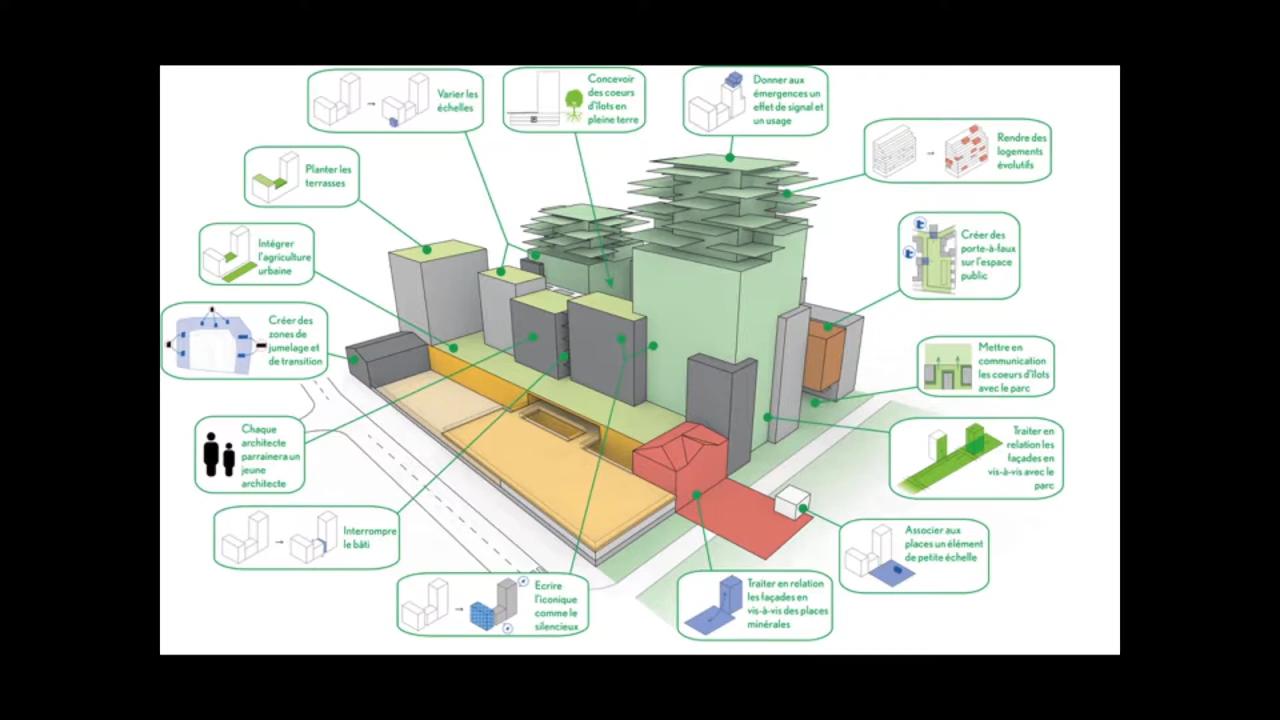 Varier les
échelles
Concevoir
des coeurs
d'îlots en
pleine terre
Donner aux
émergences un
effet de signal et
un usage
Rendre des
logements
évolutifs
Planter les
terrasses
Intégrer
l'agriculture
urbaine
Créer des
porte-à-faux
sur l'espace
public
Créer des
zones de
jumelage et
de transition
Mettre en
communication
les coeurs d'îlots
avec le parc
Chaque
architecte
parrainera un
jeune
architecte
Traiter en
relation les
façades en
vis-à-vis avec le
parc
Interrompre
le bâti
Associer aux
places un élément
de petite échelle
Ecrire
l'iconique
comme le
silencieux
Traiter en relation
les façades en
vis-à-vis des places
minérales